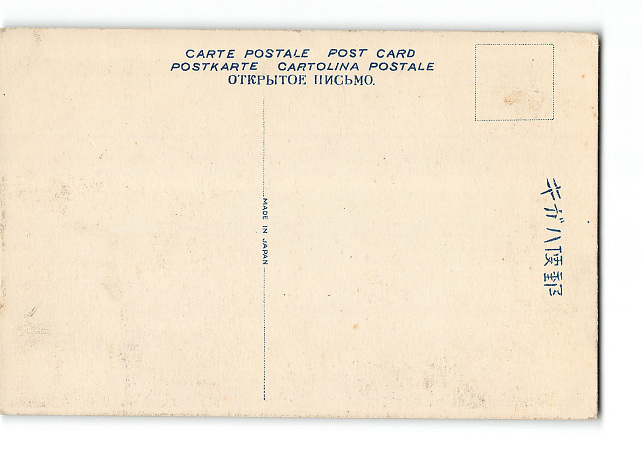 CARTE POSTALE POST CARD
POSTKARTE CARTOLINA POSTALE
ОТКРЫТОЕ ПИСЬМО.
MADE IN JAPAN
キガハ便郵